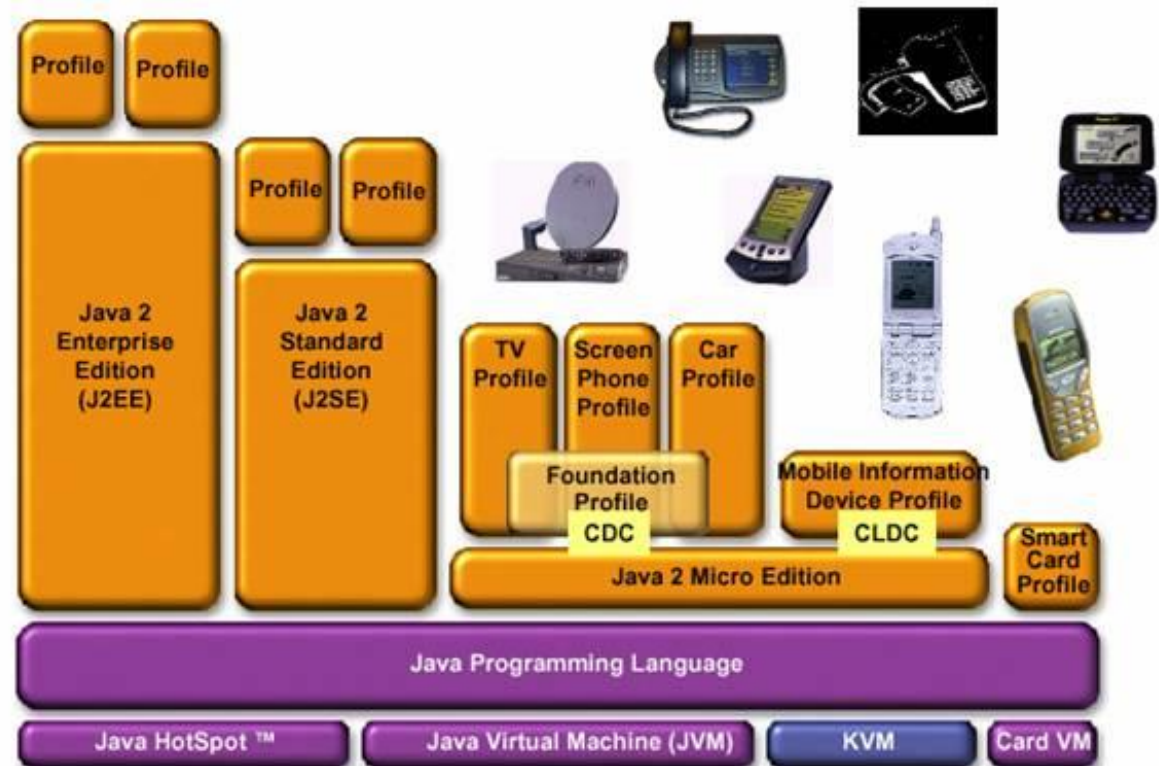 Profile
Profile
Profile
Profile
Java 2
Enterprise
Edition
(J2EE)
Java 2
Standard
Edition
(J2SE)
TV
Profile
Screen
Phone
Profile
Car
Profile
Foundation
Profile
CDC
Mobile Information
Device Profile
CLDC
Smart
Card
Profile
Java 2 Micro Edition
Java Programming Language
Java HotSpot ™
Java Virtual Machine (JVM)
KVM
Card VM